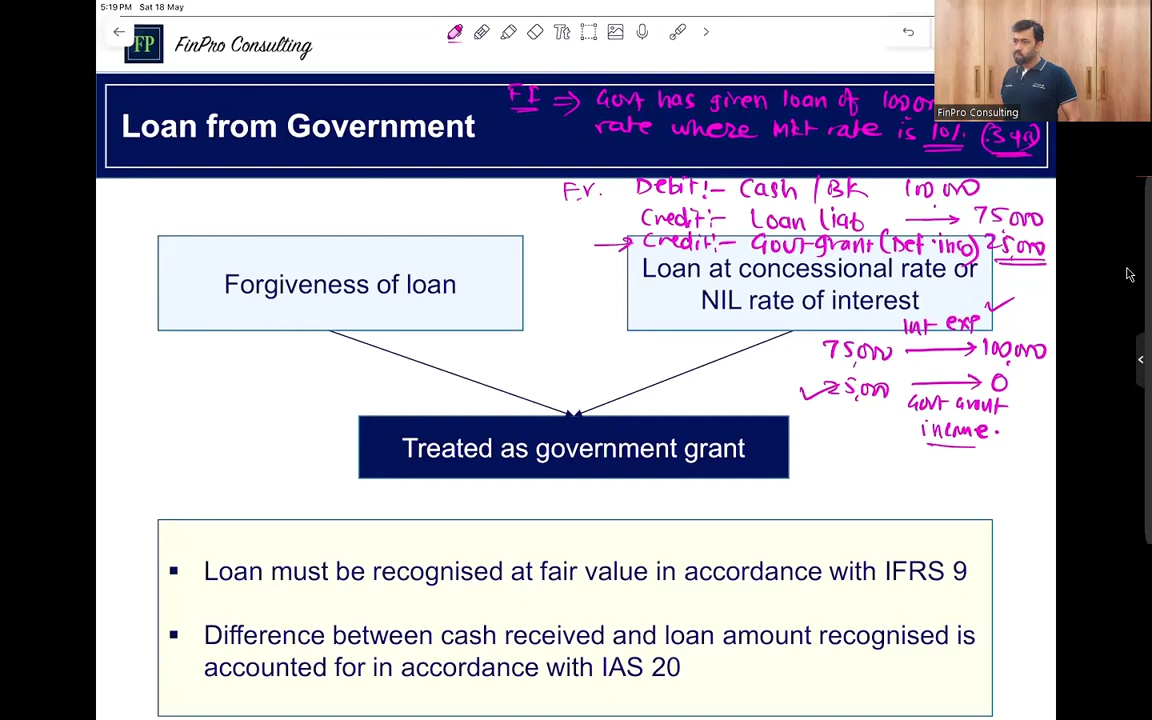 5:19 PM Sat 18 May
FP FinPro Consulting
Tt
FI ⇒ Govt has given loan of
Loan from Government
rate where Mkt rate is 10%
FinPro Consulting
F.V. Debit:- Cash / Bk 100,000
Credit:- Loan liab → 75,000
→ Credit:- Govt grant (Def. inc) 25,000
Forgiveness of loan
Loan at concessional rate or
NIL rate of interest
Int exp
75,000 → 100,000
25,000 → 0
Govt grant
income.
Treated as government grant
▪ Loan must be recognised at fair value in accordance with IFRS 9
▪ Difference between cash received and loan amount recognised is
accounted for in accordance with IAS 20